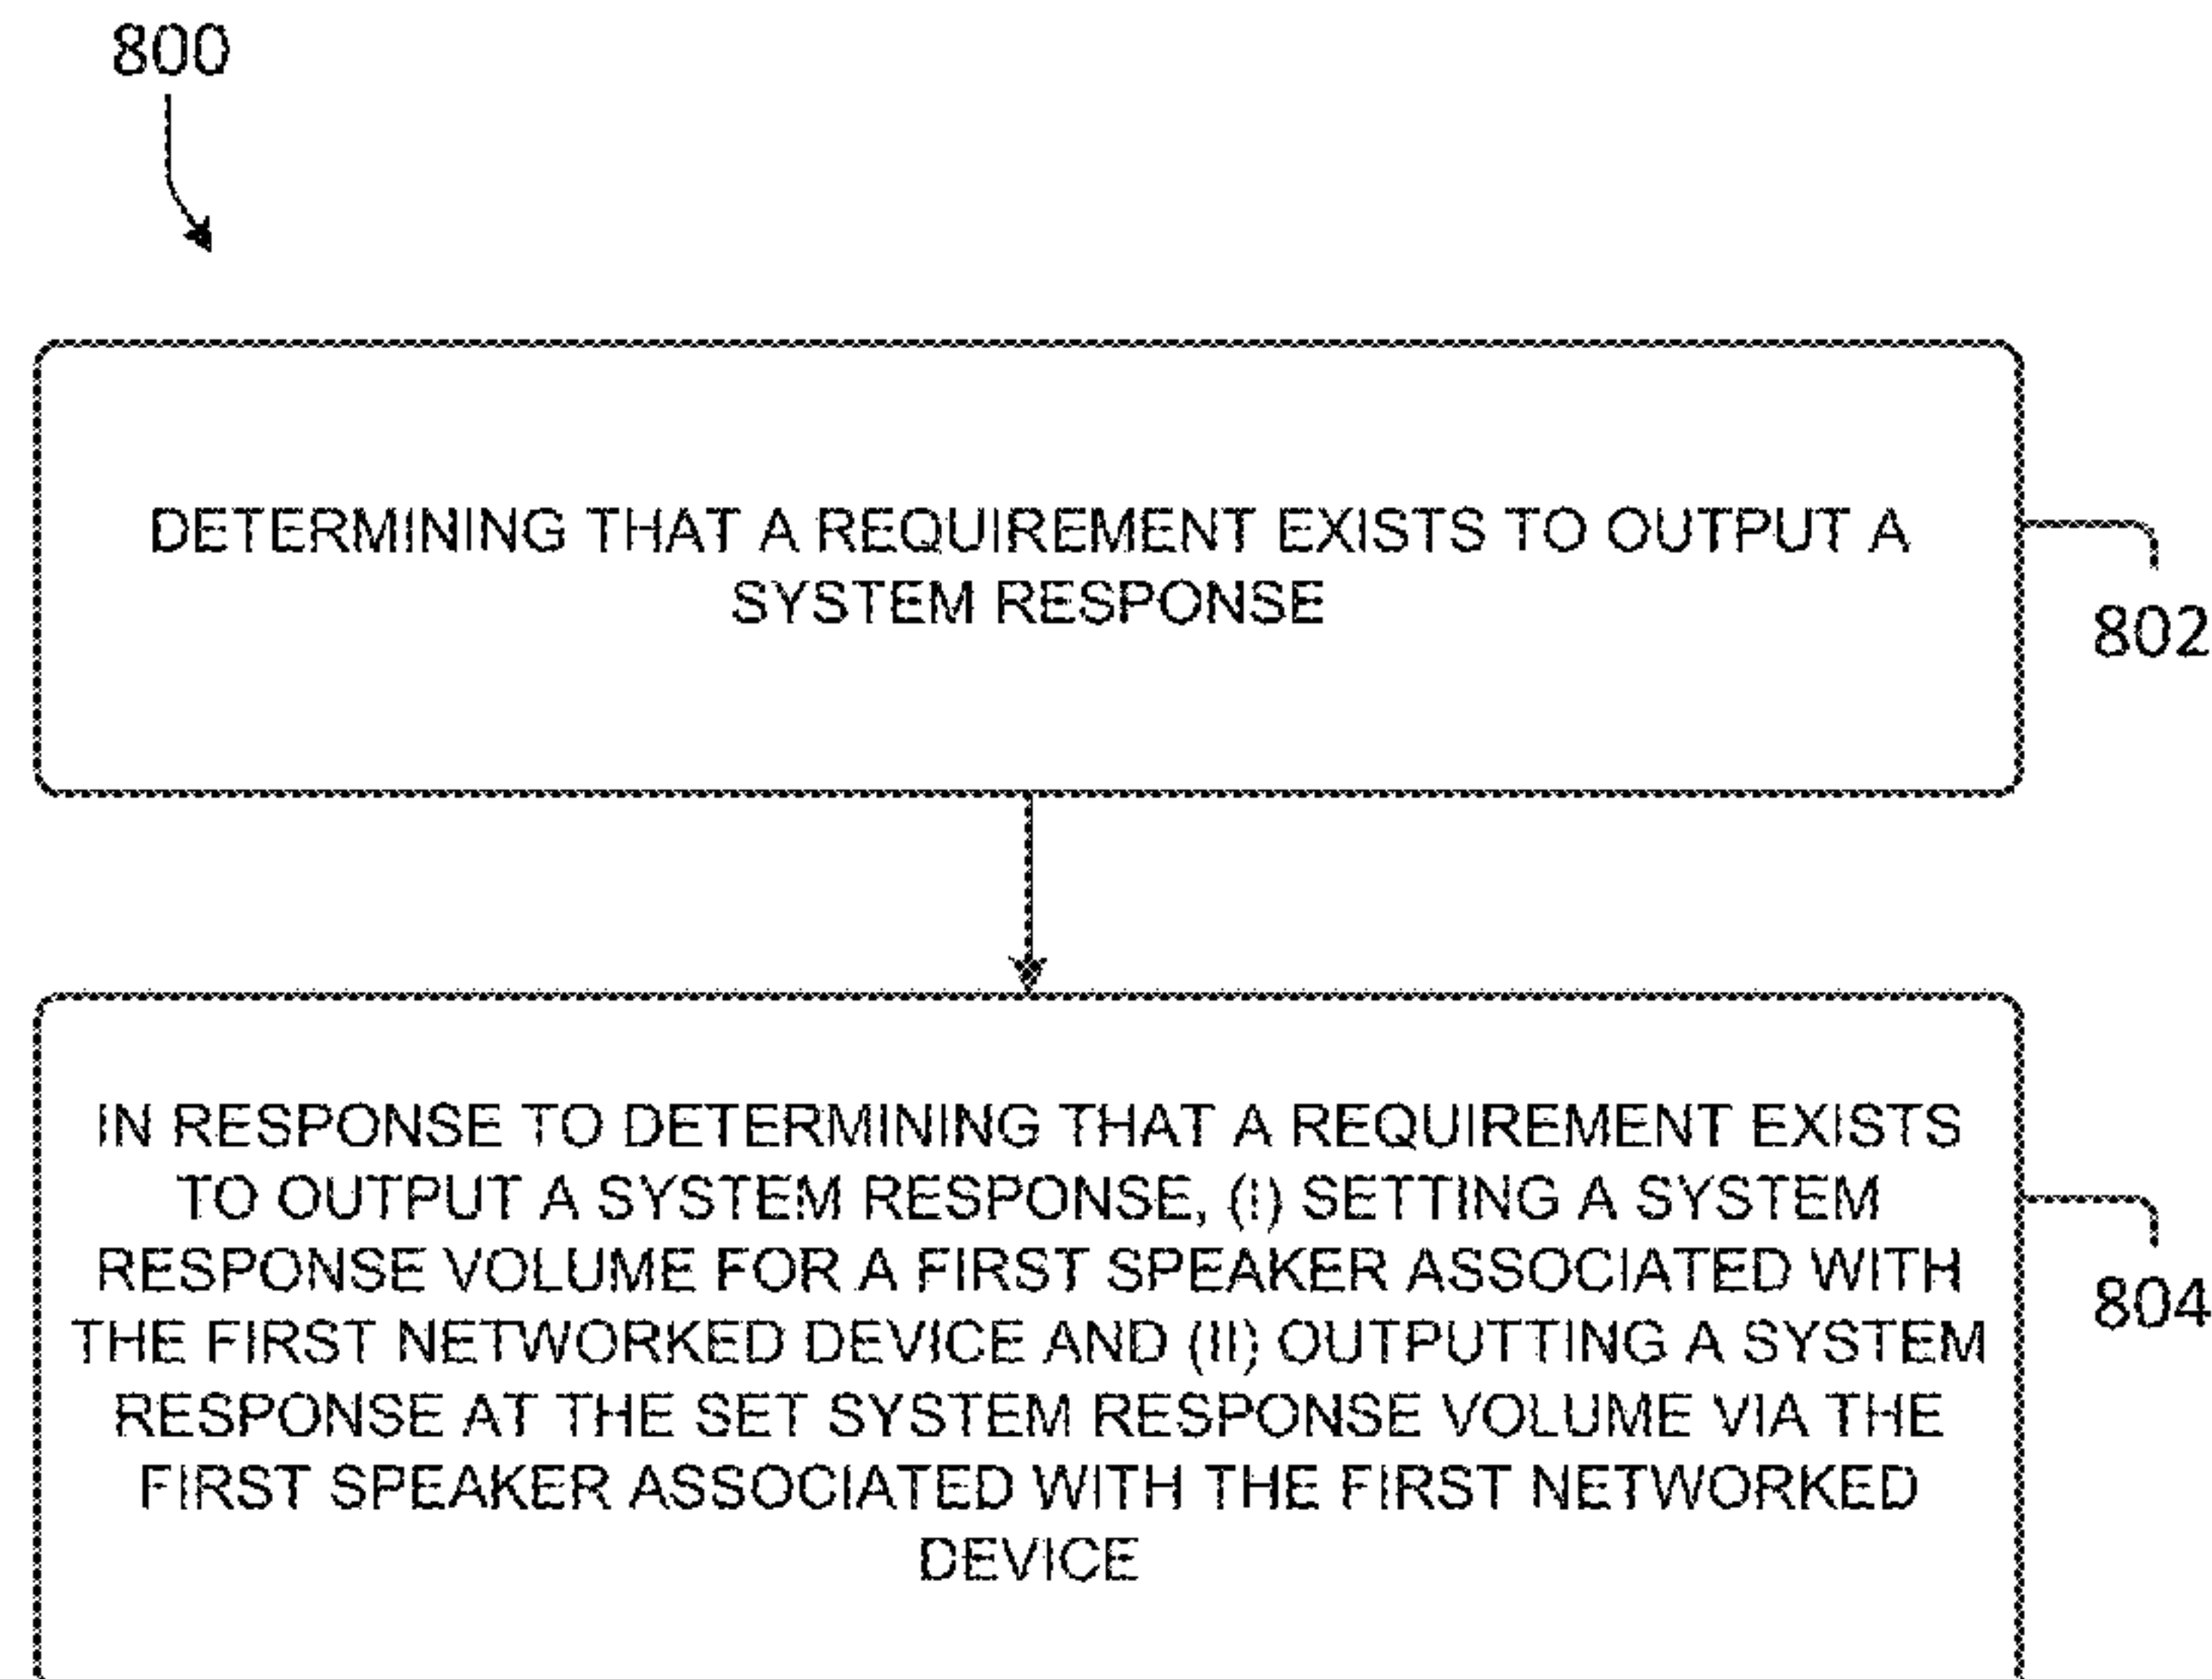 800
DETERMINING THAT A REQUIREMENT EXISTS TO OUTPUT A
SYSTEM RESPONSE
802
IN RESPONSE TO DETERMINING THAT A REQUIREMENT EXISTS
TO OUTPUT A SYSTEM RESPONSE, (I) SETTING A SYSTEM
RESPONSE VOLUME FOR A FIRST SPEAKER ASSOCIATED WITH
THE FIRST NETWORKED DEVICE AND (II) OUTPUTTING A SYSTEM
RESPONSE AT THE SET SYSTEM RESPONSE VOLUME VIA THE
FIRST SPEAKER ASSOCIATED WITH THE FIRST NETWORKED
DEVICE
804